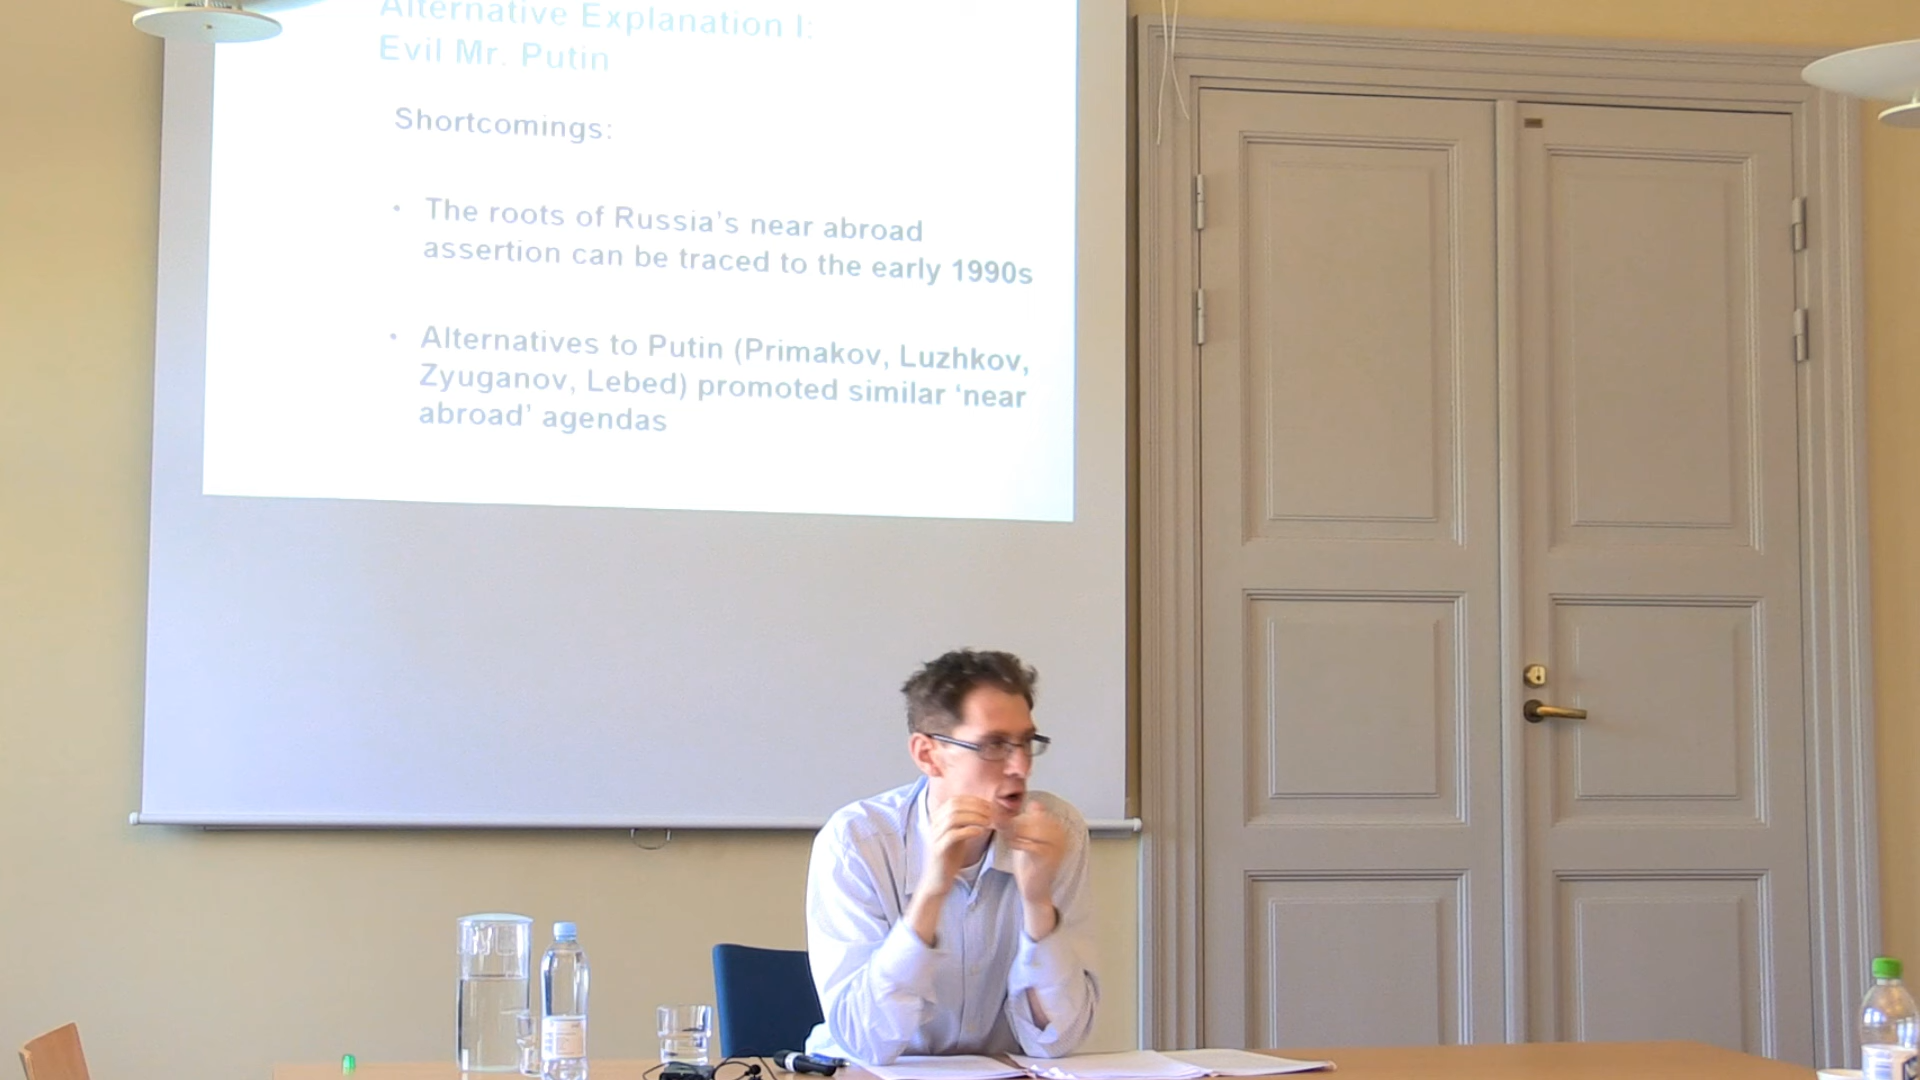 Alternative Explanation I:
Evil Mr. Putin
Shortcomings:
• The roots of Russia's near abroad
assertion can be traced to the early 1990s
• Alternatives to Putin (Primakov, Luzhkov,
Zyuganov, Lebed) promoted similar ‘near
abroad’ agendas